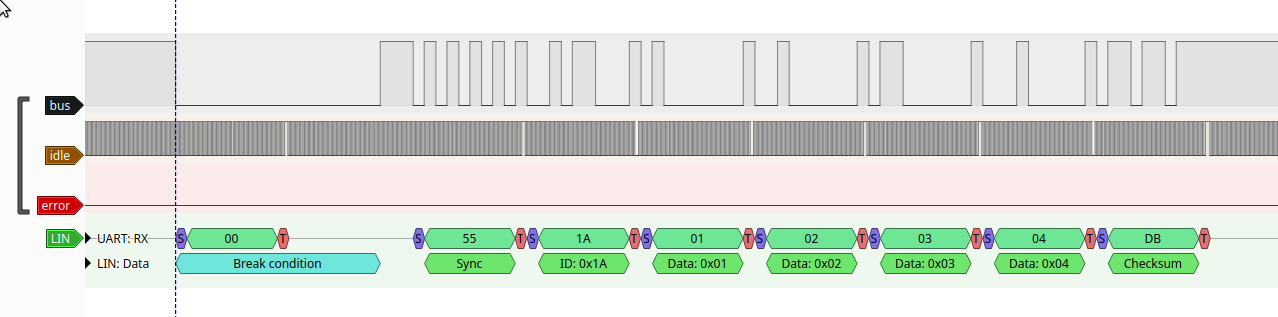 bus
idle
error
LIN UART: RX S 00 T S 55 T S 1A T S 01 T S 02 T S 03 T S 04 T S DB T
LIN: Data Break condition Sync ID: 0x1A Data: 0x01 Data: 0x02 Data: 0x03 Data: 0x04 Checksum